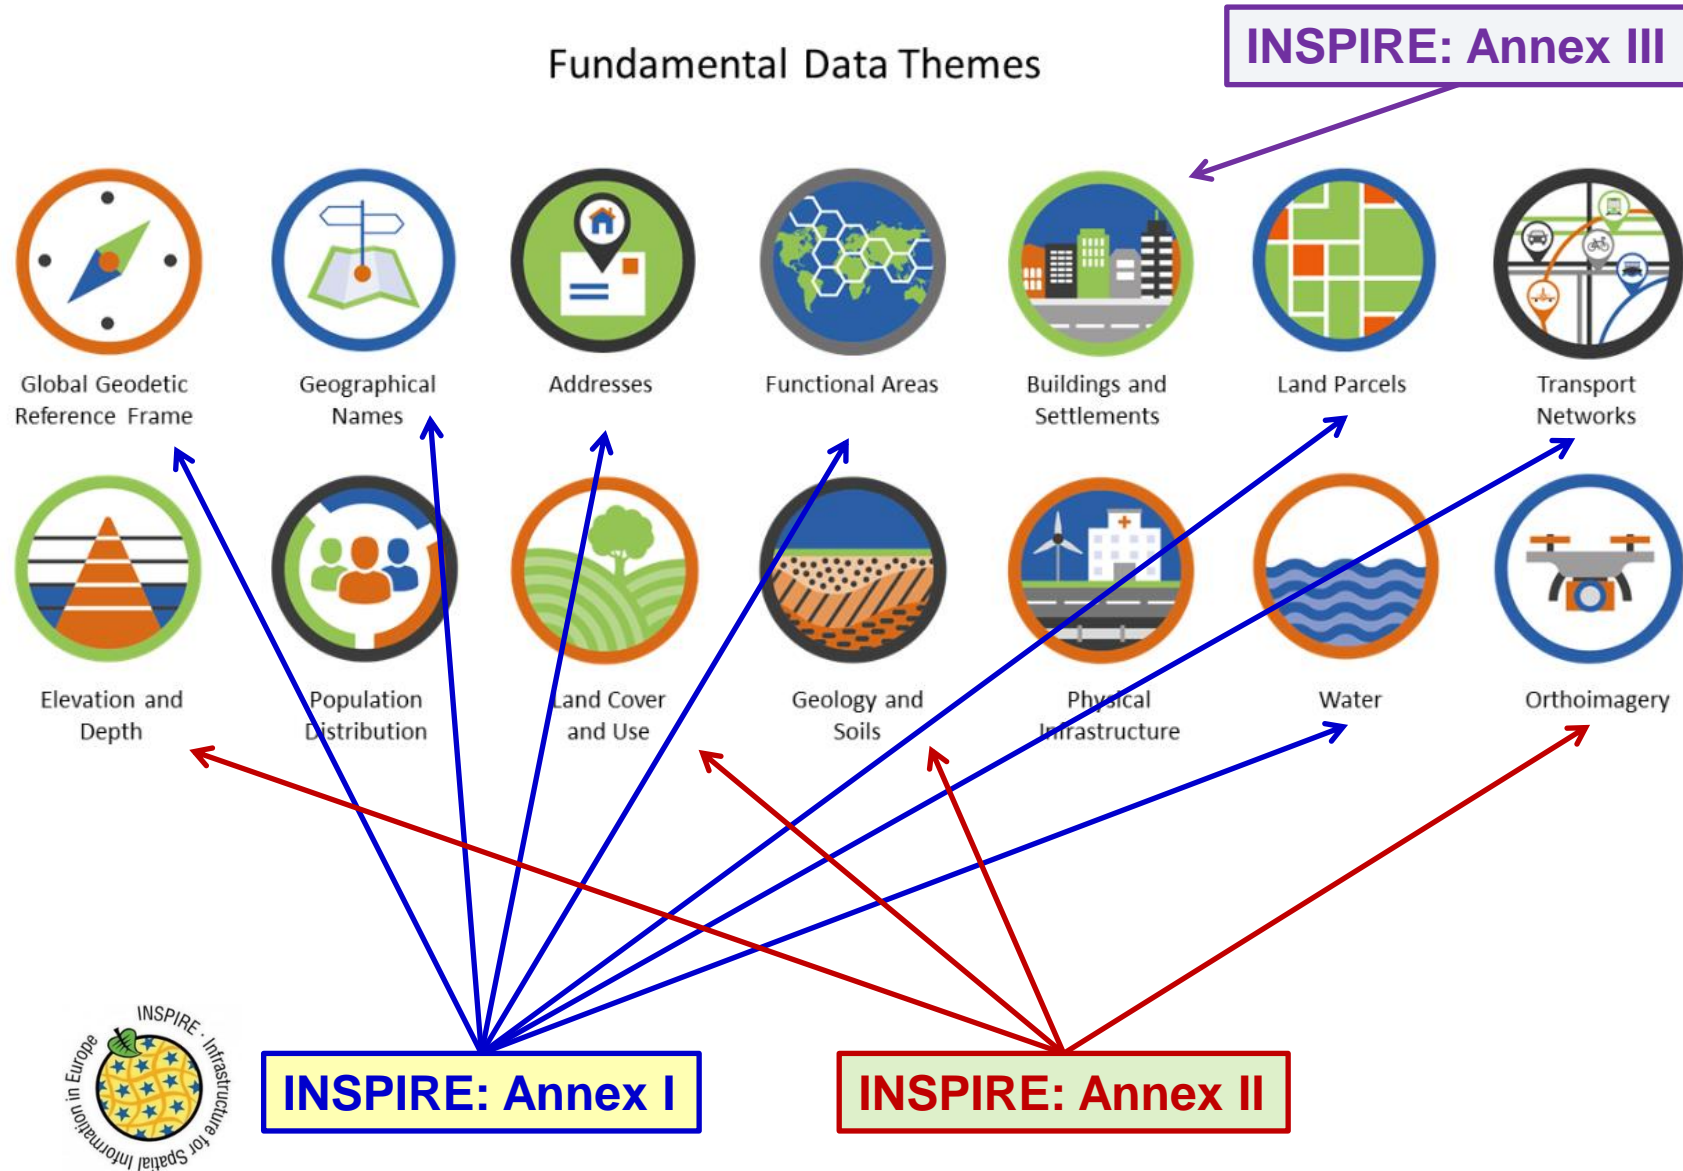 INSPIRE: Annex III
Fundamental Data Themes
Global Geodetic
Reference Frame
Geographical
Names
Addresses
Functional Areas
Buildings and
Settlements
Land Parcels
Transport
Networks
Elevation and
Depth
Population
Distribution
Land Cover
and Use
Geology and
Soils
Physical
Infrastructure
Water
Orthoimagery
INSPIRE · Infrastructure for Spatial Information in Europe
INSPIRE: Annex I
INSPIRE: Annex II